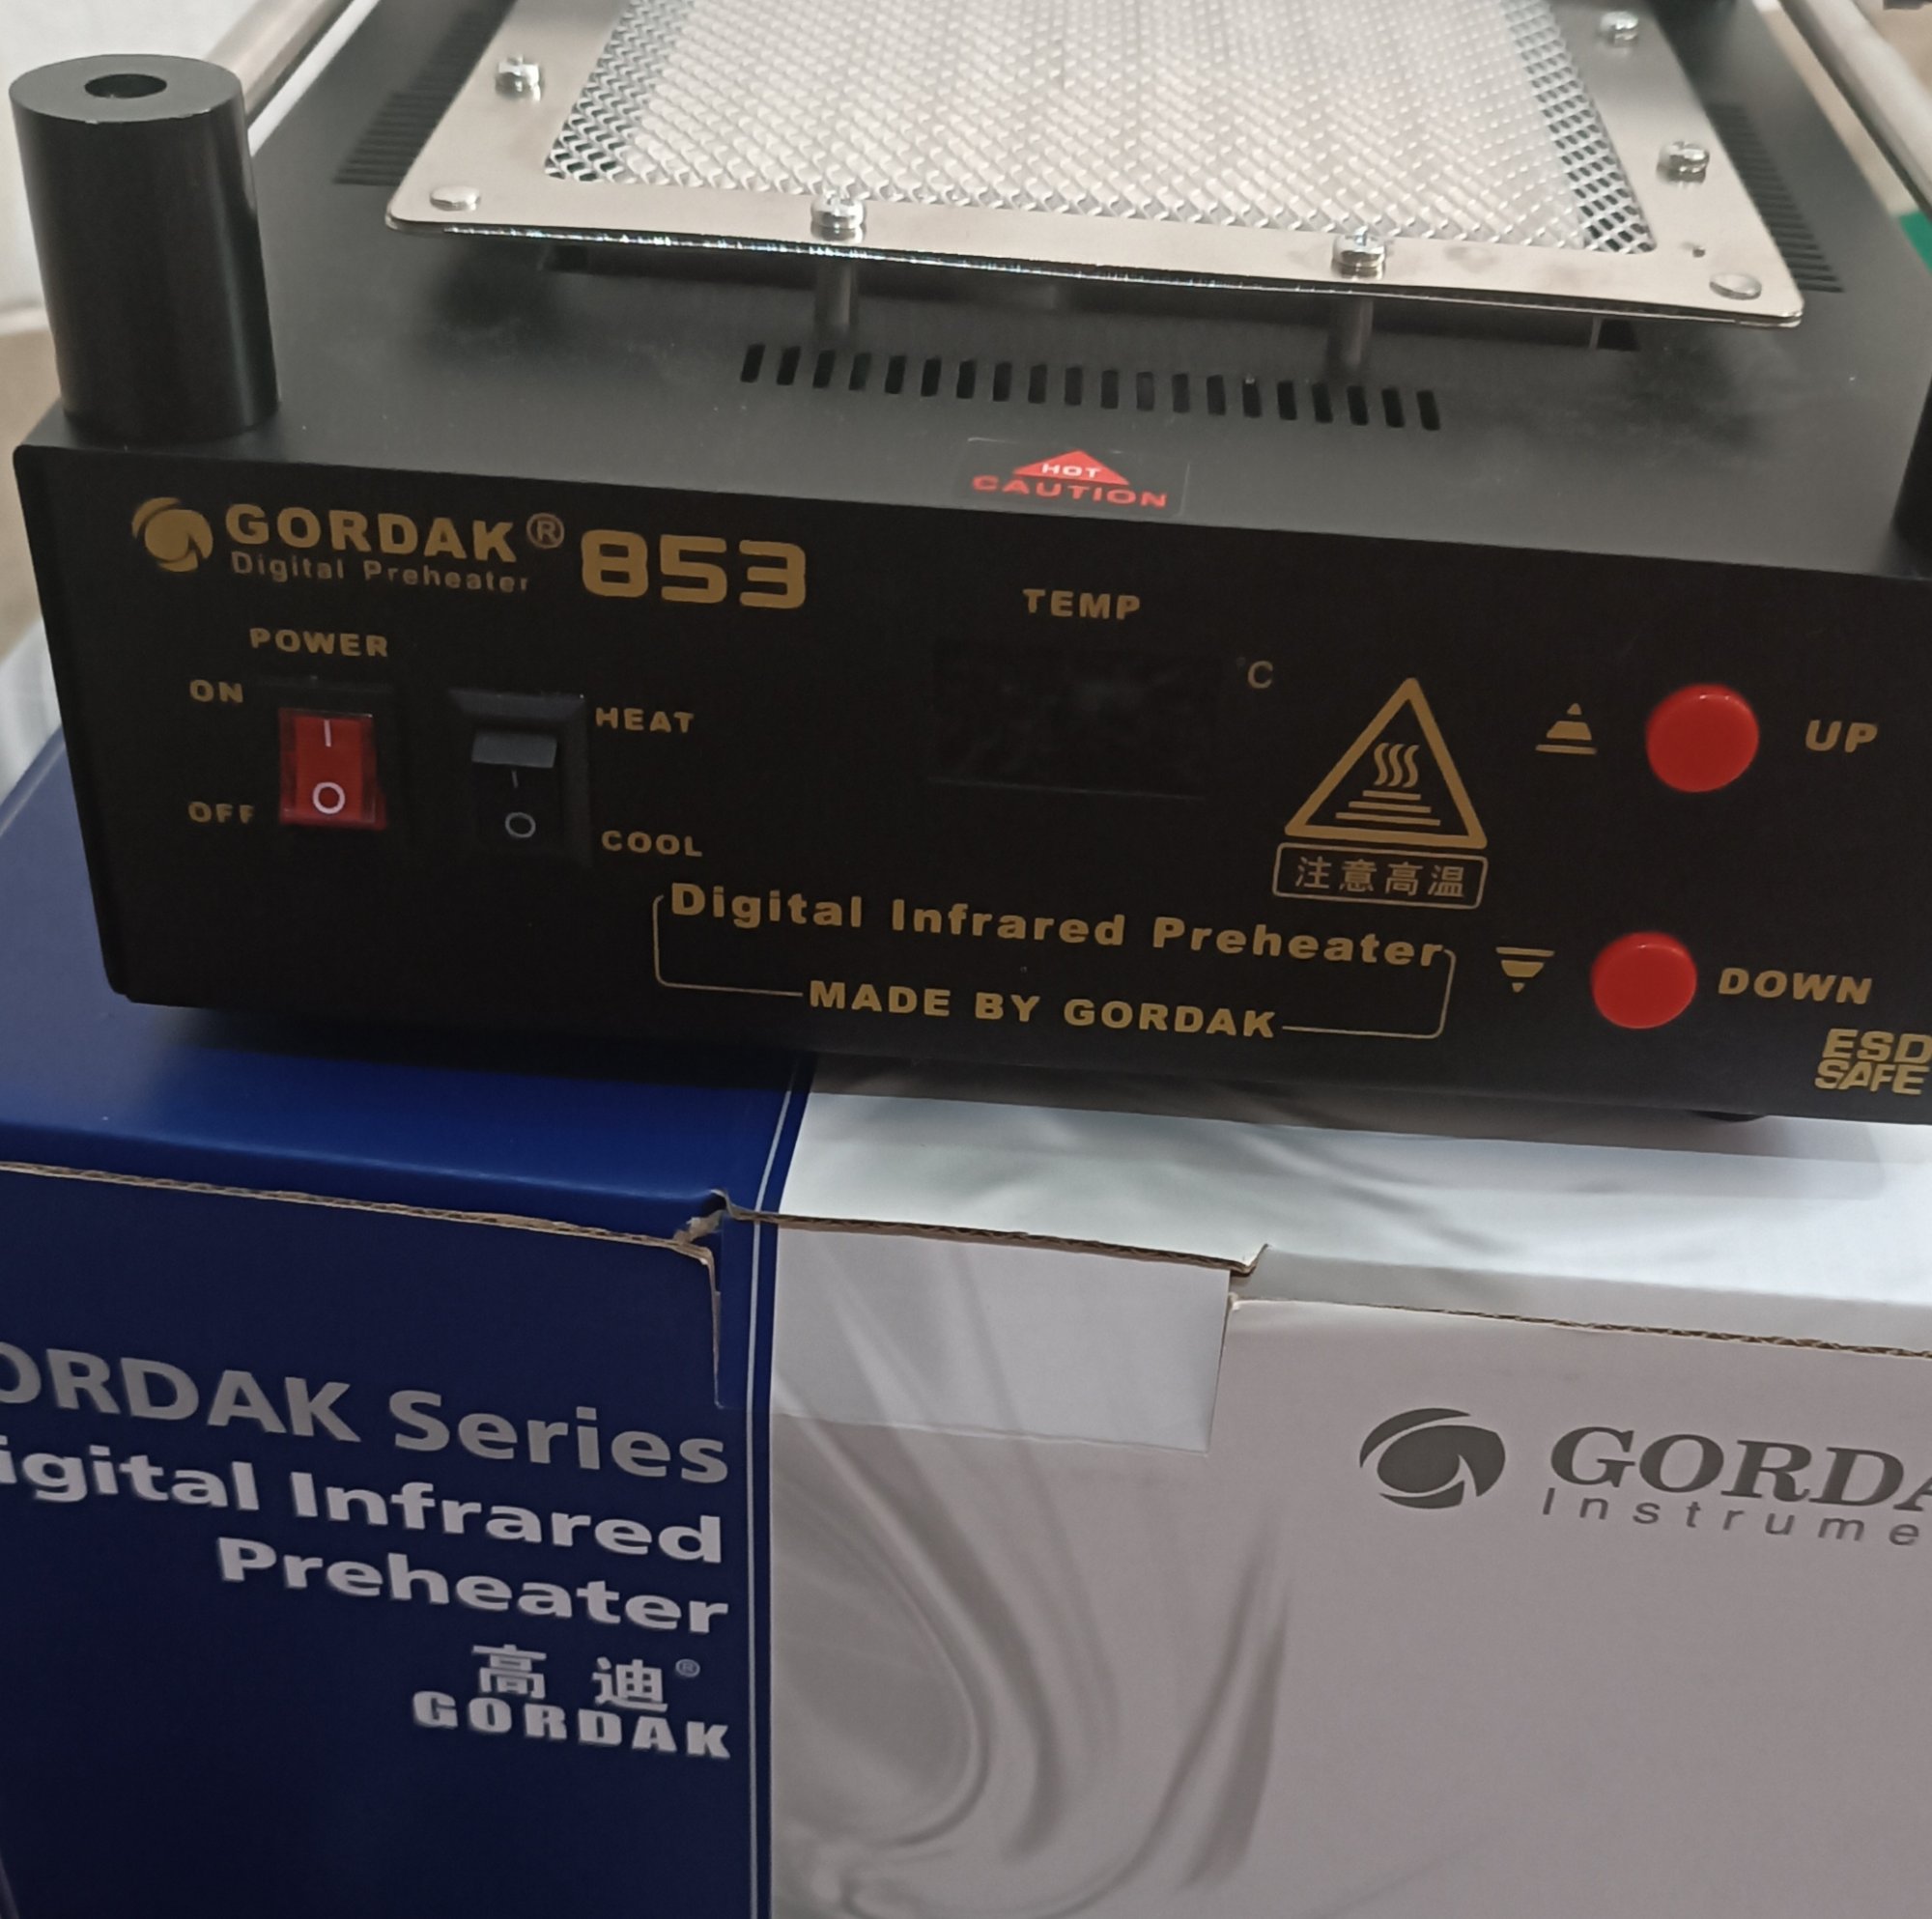 HOT
CAUTION
GORDAK® 853
Digital Preheater
TEMP
°C
POWER
ON
OFF
HEAT
COOL
UP
注意高温
Digital Infrared Preheater
MADE BY GORDAK
DOWN
ESD
SAFE
ORDAK Series
igital Infrared
Preheater
高迪®
GORDAK
GORDA
Instrume